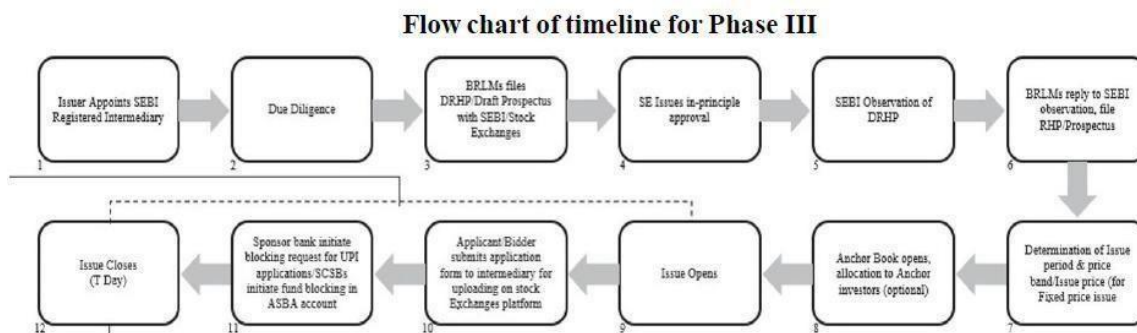 Flow chart of timeline for Phase III
Issuer Appoints SEBI
Registered Intermediary
1
Due Diligence
2
BRLMs files
DRHP/Draft Prospectus
with SEBI/Stock
Exchanges
3
SE Issues in-principle
approval
4
SEBI Observation of
DRHP
5
BRLMs reply to SEBI
observation, file
RHP/Prospectus
6
Determination of Issue
period & price
band/Issue price (for
Fixed price issue
7
Anchor Book opens,
allocation to Anchor
investors (optional)
8
Issue Opens
9
Applicant/Bidder
submits application
form to intermediary for
uploading on stock
Exchanges platform
10
Sponsor bank initiate
blocking request for UPI
applications/SCSBs
initiate fund blocking in
ASBA account
11
Issue Closes
(T Day)
12